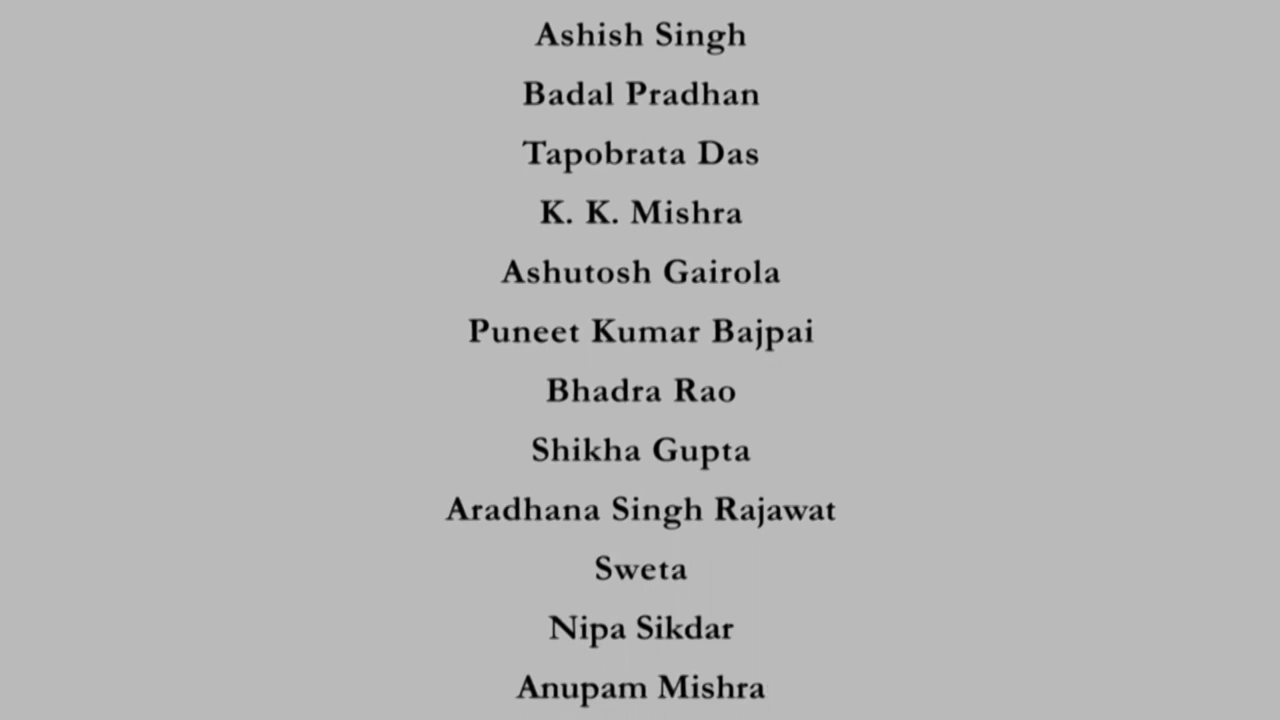 Ashish Singh
Badal Pradhan
Tapobrata Das
K. K. Mishra
Ashutosh Gairola
Puneet Kumar Bajpai
Bhadra Rao
Shikha Gupta
Aradhana Singh Rajawat
Sweta
Nipa Sikdar
Anupam Mishra